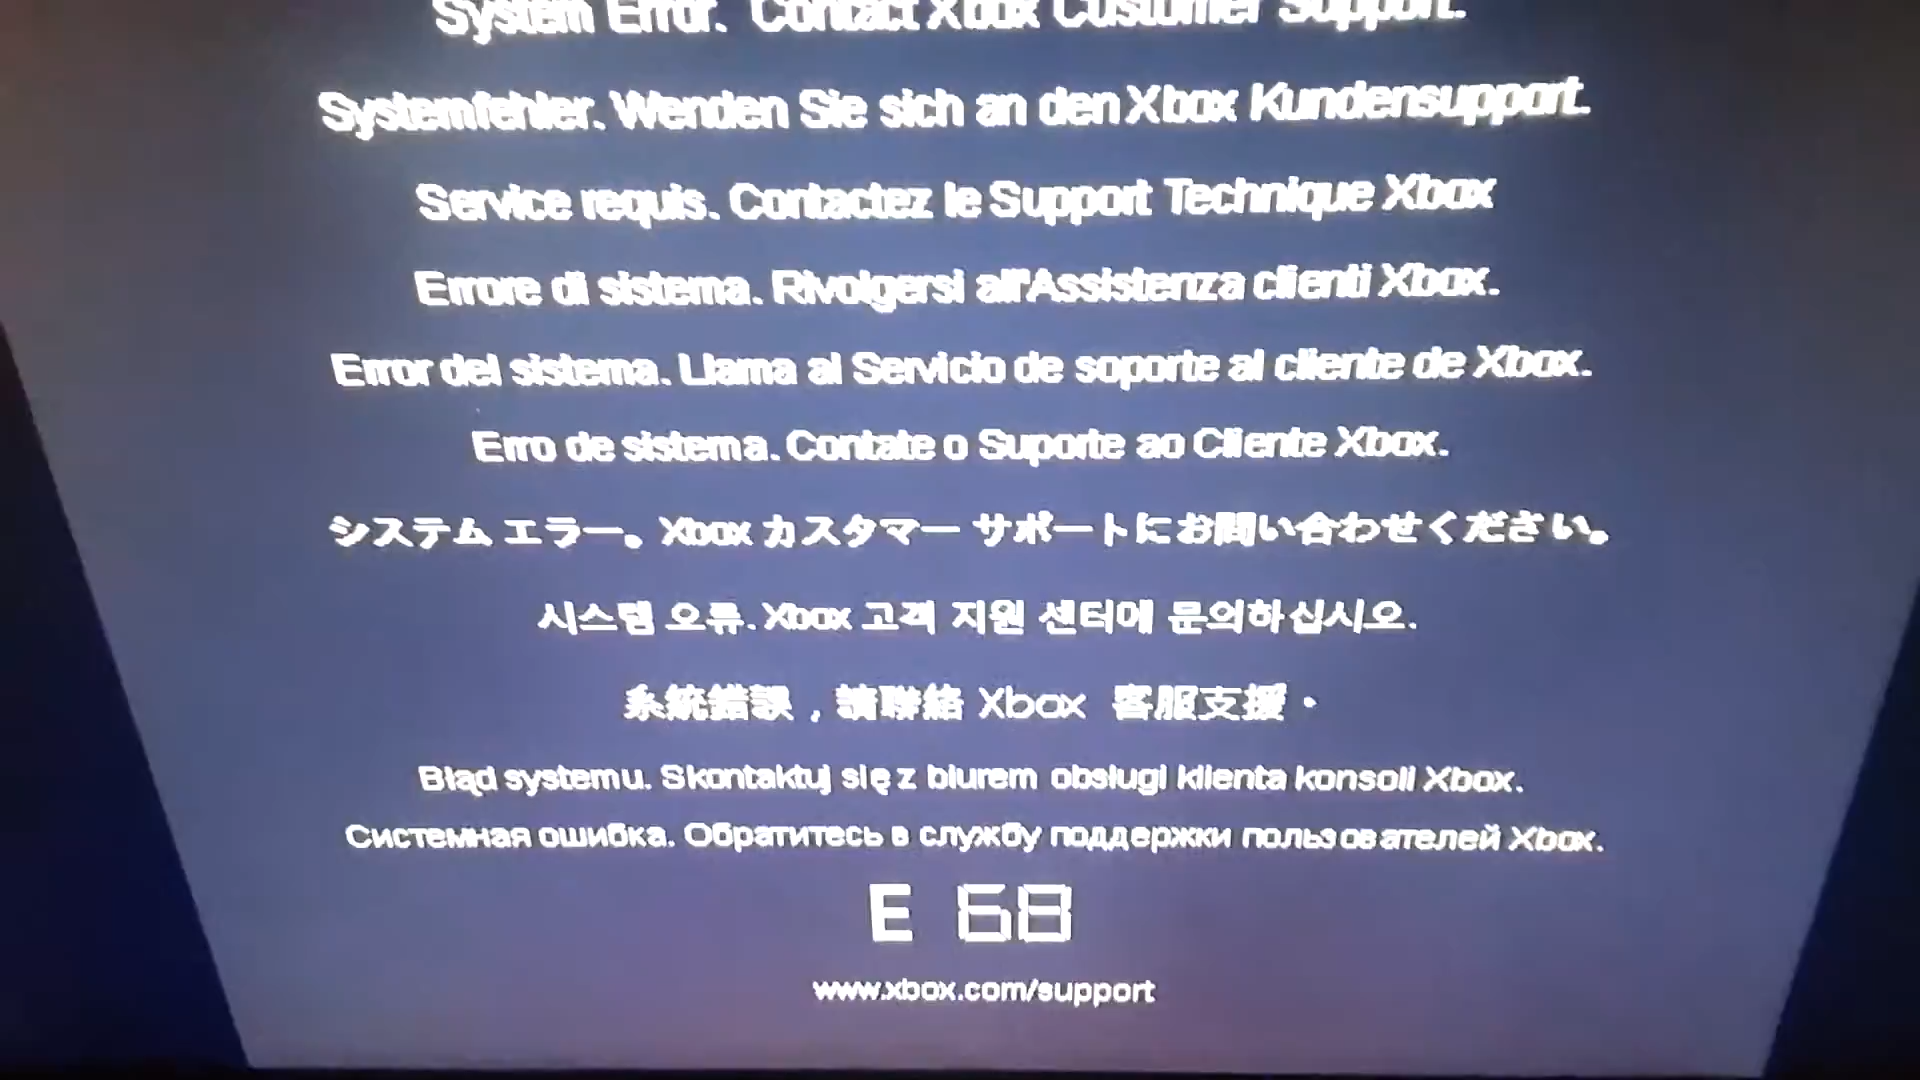 System Error. Contact Xbox Customer Support.
Systemfehler. Wenden Sie sich an den Xbox Kundensupport.
Service requis. Contactez le Support Technique Xbox
Errore di sistema. Rivolgersi all'Assistenza clienti Xbox.
Error del sistema. Llama al Servicio de soporte al cliente de Xbox.
Erro de sistema. Contate o Suporte ao Cliente Xbox.
システム エラー。Xbox カスタマー サポートにお問い合わせください。
시스템 오류. Xbox 고객 지원 센터에 문의하십시오.
系統錯誤，請聯絡 Xbox 客服支援。
Błąd systemu. Skontaktuj się z biurem obsługi klienta konsoli Xbox.
Системная ошибка. Обратитесь в службу поддержки пользователей Xbox.
E 68
www.xbox.com/support